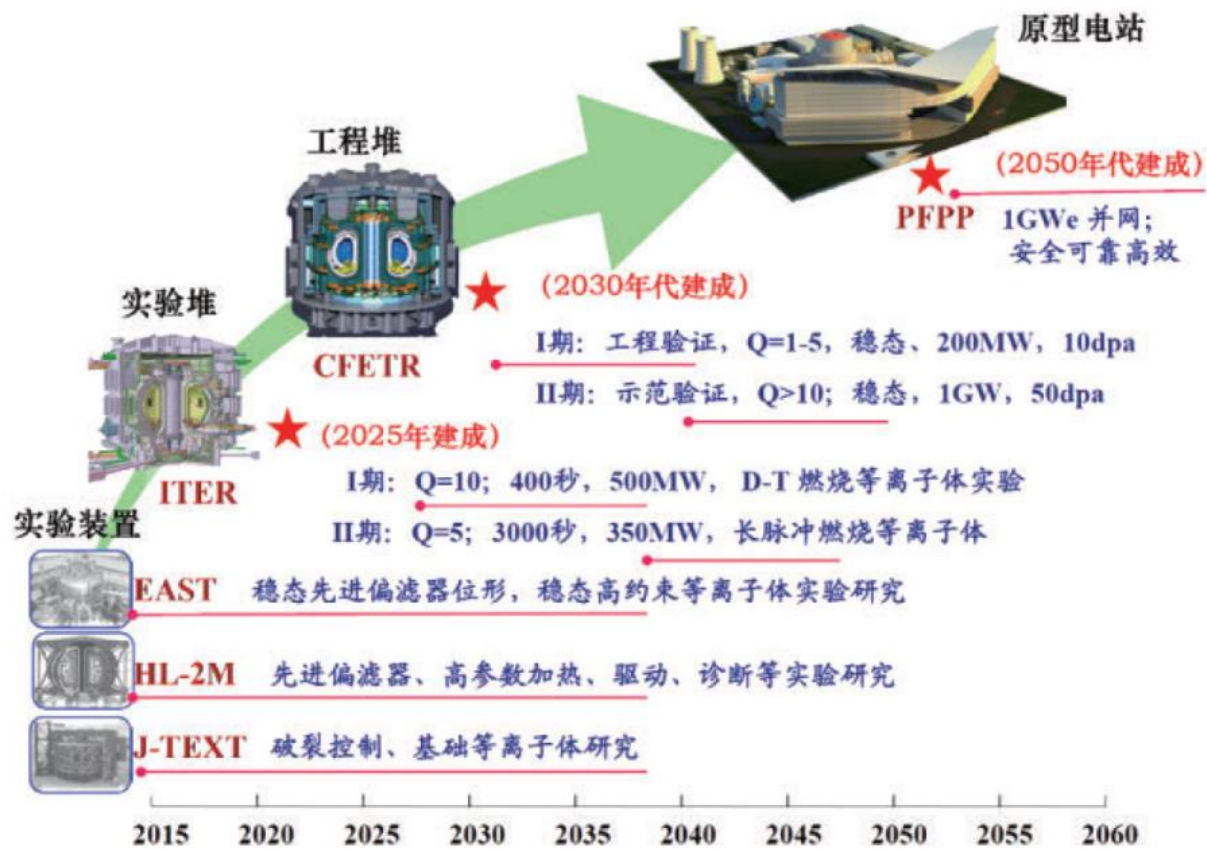 原型电站
工程堆
(2050年代建成)
PFPP 1GWe 并网;
安全可靠高效
实验堆
(2030年代建成)
CFETR
I期: 工程验证, Q=1-5, 稳态、200MW, 10dpa
II期: 示范验证, Q>10; 稳态, 1GW, 50dpa
(2025年建成)
ITER
I期: Q=10; 400秒, 500MW, D-T 燃烧等离子体实验
实验装置
II期: Q=5; 3000秒, 350MW, 长脉冲燃烧等离子体
EAST 稳态先进偏滤器位形, 稳态高约束等离子体实验研究
HL-2M 先进偏滤器、高参数加热、驱动、诊断等实验研究
J-TEXT 破裂控制、基础等离子体研究
2015 2020 2025 2030 2035 2040 2045 2050 2055 2060